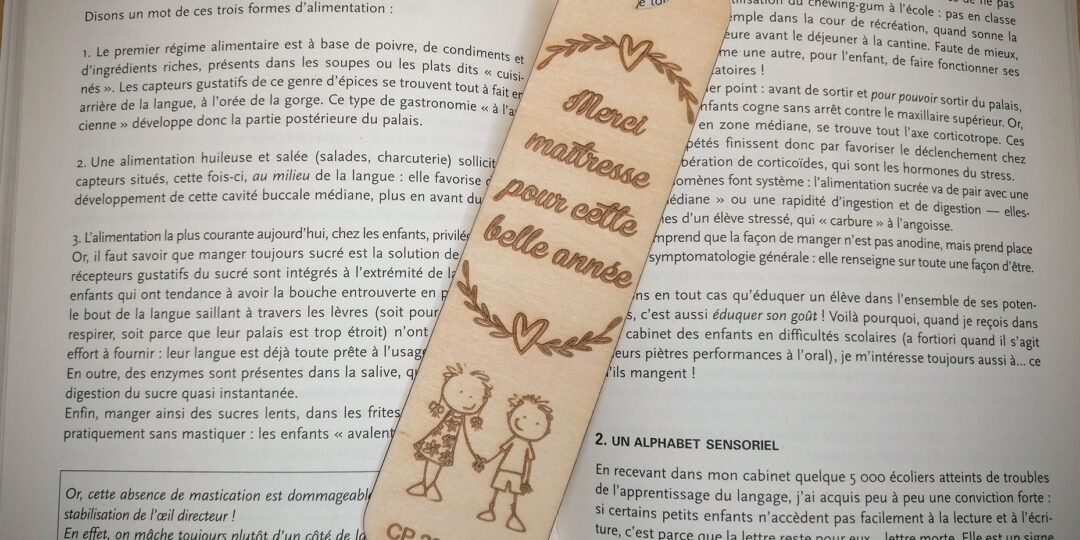 Disons un mot de ces trois formes d'alimentation :
1. Le premier régime alimentaire est à base de poivre, de condiments et
d'ingrédients riches, présents dans les soupes ou les plats dits « cuisi-
nés ». Les capteurs gustatifs de ce genre d'épices se trouvent tout à fait en
arrière de la langue, à l'orée de la gorge. Ce type de gastronomie « à l'a
cienne » développe donc la partie postérieure du palais.
2. Une alimentation huileuse et salée (salades, charcuterie) sollicit
capteurs situés, cette fois-ci, au milieu de la langue : elle favorise
développement de cette cavité buccale médiane, plus en avant du
3. L'alimentation la plus courante aujourd'hui, chez les enfants, privilé
Or, il faut savoir que manger toujours sucré est la solution de
récepteurs gustatifs du sucré sont intégrés à l'extrémité de
enfants qui ont tendance à avoir la bouche entrouverte en
le bout de la langue saillant à travers les lèvres (soit pour
respirer, soit parce que leur palais est trop étroit) n'ont
effort à fournir : leur langue est déjà toute prête à l'usag
En outre, des enzymes sont présentes dans la salive,
digestion du sucre quasi instantanée.
Enfin, manger ainsi des sucres lents, dans les frites
pratiquement sans mastiquer : les enfants « avalent
Or, cette absence de mastication est dommageabl
stabilisation de l'œil directeur !
En effet, on mâche toujours plutôt d'un côté de
Merci
maîtresse
pour cette
belle année
CP
du chewing-gum à l'école : pas en classe
emple dans la cour de récréation, quand sonne la
eure avant le déjeuner à la cantine. Faute de mieux,
me une autre, pour l'enfant, de faire fonctionner ses
atoires !
er point : avant de sortir et pour pouvoir sortir du palais,
nfants cogne sans arrêt contre le maxillaire supérieur. Or,
en zone médiane, se trouve tout l'axe corticotrope. Ces
pétés finissent donc par favoriser le déclenchement chez
bération de corticoïdes, qui sont les hormones du stress.
omènes font système : l'alimentation sucrée va de pair avec une
édiane » ou une rapidité d'ingestion et de digestion — elles-
es d'un élève stressé, qui « carbure » à l'angoisse.
mprend que la façon de manger n'est pas anodine, mais prend place
symptomatologie générale : elle renseigne sur toute une façon d'être.
ns en tout cas qu'éduquer un élève dans l'ensemble de ses poten-
s, c'est aussi éduquer son goût ! Voilà pourquoi, quand je reçois dans
cabinet des enfants en difficultés scolaires (a fortiori quand il s'agit
eurs piètres performances à l'oral), je m'intéresse toujours aussi à... ce
'ils mangent !
2. UN ALPHABET SENSORIEL
En recevant dans mon cabinet quelque 5 000 écoliers atteints de troubles
de l'apprentissage du langage, j'ai acquis peu à peu une conviction forte :
si certains petits enfants n'accèdent pas facilement à la lecture et à l'écri-
ture, c'est parce que la lettre reste pour eux... lettre morte. Elle est un signe